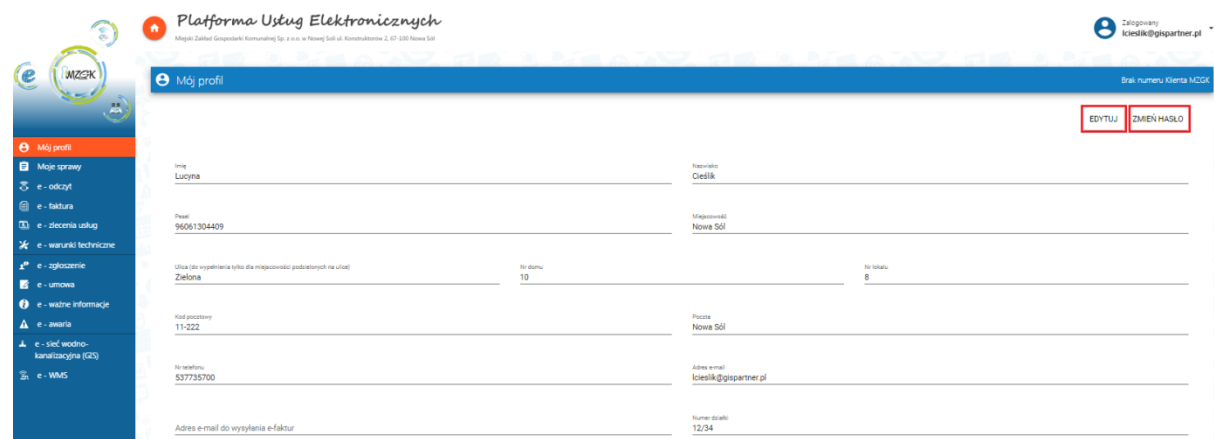 Platforma Usług Elektronicznych
Miejski Zakład Gospodarki Komunalnej Sp. z o.o. w Nowej Soli ul. Konstruktorów 2, 67-100 Nowa Sól
Zalogowany
lcieslik@gispartner.pl
e
MZGK
Mój profil
Brak numeru Klienta MZGK
EDYTUJ
ZMIEŃ HASŁO
Mój profil
Moje sprawy
e - odczyt
e - faktura
e - zlecenia usług
e - warunki techniczne
e - zgłoszenie
e - umowa
e - ważne informacje
e - awaria
e - sieć wodno-
kanalizacyjna (GIS)
e - WMS
Imię
Lucyna
Nazwisko
Cieślik
Pesel
96061304409
Miejscowość
Nowa Sól
Ulica (do wypełnienia tylko dla miejscowości podzielonych na ulice)
Zielona
Nr domu
10
Nr lokalu
8
Kod pocztowy
11-222
Poczta
Nowa Sól
Nr telefonu
537735700
Adres e-mail
lcieslik@gispartner.pl
Adres e-mail do wysyłania e-faktur
Numer działki
12/34